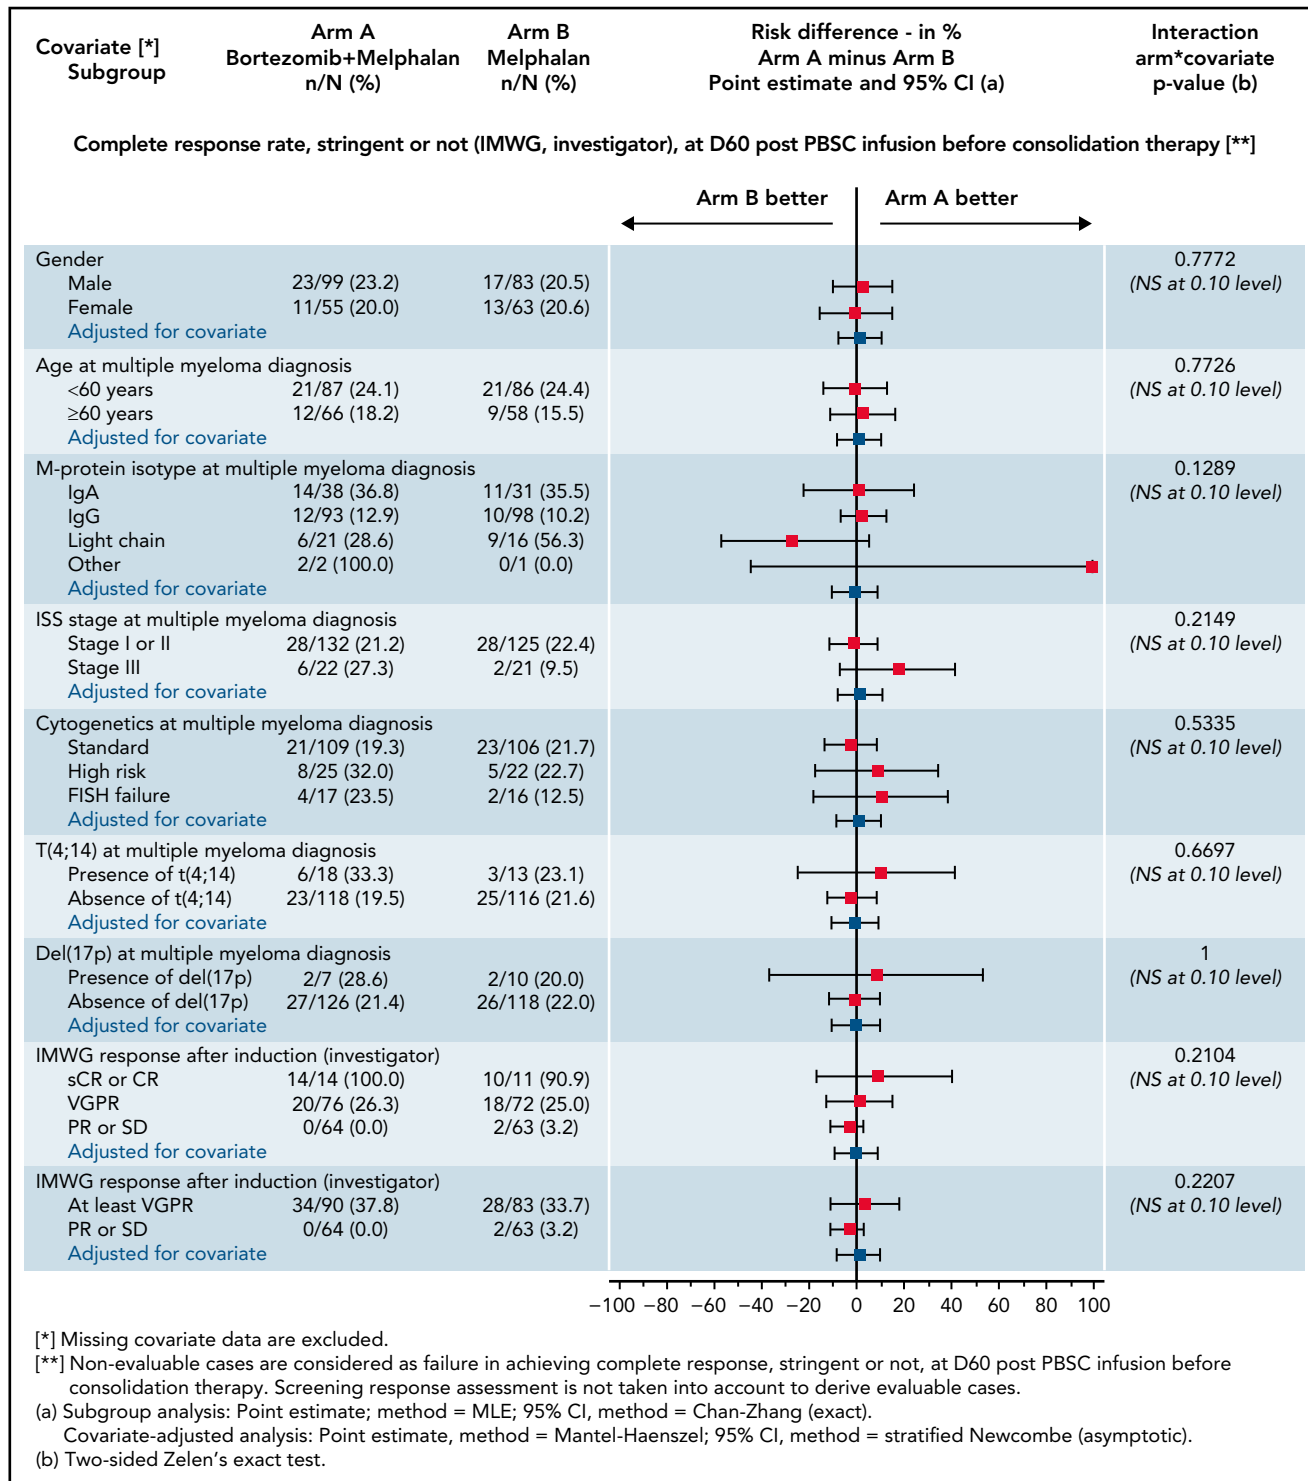 Covariate [*]
Subgroup
Arm A
Bortezomib+Melphalan
n/N (%)
Arm B
Melphalan
n/N (%)
Risk difference - in %
Arm A minus Arm B
Point estimate and 95% CI (a)
Interaction
arm*covariate
p-value (b)
Complete response rate, stringent or not (IMWG, investigator), at D60 post PBSC infusion before consolidation therapy [**]
Arm B better Arm A better
Gender 0.7772
Male 23/99 (23.2) 17/83 (20.5) (NS at 0.10 level)
Female 11/55 (20.0) 13/63 (20.6)
Adjusted for covariate
Age at multiple myeloma diagnosis 0.7726
<60 years 21/87 (24.1) 21/86 (24.4) (NS at 0.10 level)
≥60 years 12/66 (18.2) 9/58 (15.5)
Adjusted for covariate
M-protein isotype at multiple myeloma diagnosis 0.1289
IgA 14/38 (36.8) 11/31 (35.5) (NS at 0.10 level)
IgG 12/93 (12.9) 10/98 (10.2)
Light chain 6/21 (28.6) 9/16 (56.3)
Other 2/2 (100.0) 0/1 (0.0)
Adjusted for covariate
ISS stage at multiple myeloma diagnosis 0.2149
Stage I or II 28/132 (21.2) 28/125 (22.4) (NS at 0.10 level)
Stage III 6/22 (27.3) 2/21 (9.5)
Adjusted for covariate
Cytogenetics at multiple myeloma diagnosis 0.5335
Standard 21/109 (19.3) 23/106 (21.7) (NS at 0.10 level)
High risk 8/25 (32.0) 5/22 (22.7)
FISH failure 4/17 (23.5) 2/16 (12.5)
Adjusted for covariate
T(4;14) at multiple myeloma diagnosis 0.6697
Presence of t(4;14) 6/18 (33.3) 3/13 (23.1) (NS at 0.10 level)
Absence of t(4;14) 23/118 (19.5) 25/116 (21.6)
Adjusted for covariate
Del(17p) at multiple myeloma diagnosis 1
Presence of del(17p) 2/7 (28.6) 2/10 (20.0) (NS at 0.10 level)
Absence of del(17p) 27/126 (21.4) 26/118 (22.0)
Adjusted for covariate
IMWG response after induction (investigator) 0.2104
sCR or CR 14/14 (100.0) 10/11 (90.9) (NS at 0.10 level)
VGPR 20/76 (26.3) 18/72 (25.0)
PR or SD 0/64 (0.0) 2/63 (3.2)
Adjusted for covariate
IMWG response after induction (investigator) 0.2207
At least VGPR 34/90 (37.8) 28/83 (33.7) (NS at 0.10 level)
PR or SD 0/64 (0.0) 2/63 (3.2)
Adjusted for covariate
−100 −80 −60 −40 −20 0 20 40 60 80 100
[*] Missing covariate data are excluded.
[**] Non-evaluable cases are considered as failure in achieving complete response, stringent or not, at D60 post PBSC infusion before
consolidation therapy. Screening response assessment is not taken into account to derive evaluable cases.
(a) Subgroup analysis: Point estimate; method = MLE; 95% CI, method = Chan-Zhang (exact).
Covariate-adjusted analysis: Point estimate, method = Mantel-Haenszel; 95% CI, method = stratified Newcombe (asymptotic).
(b) Two-sided Zelen's exact test.